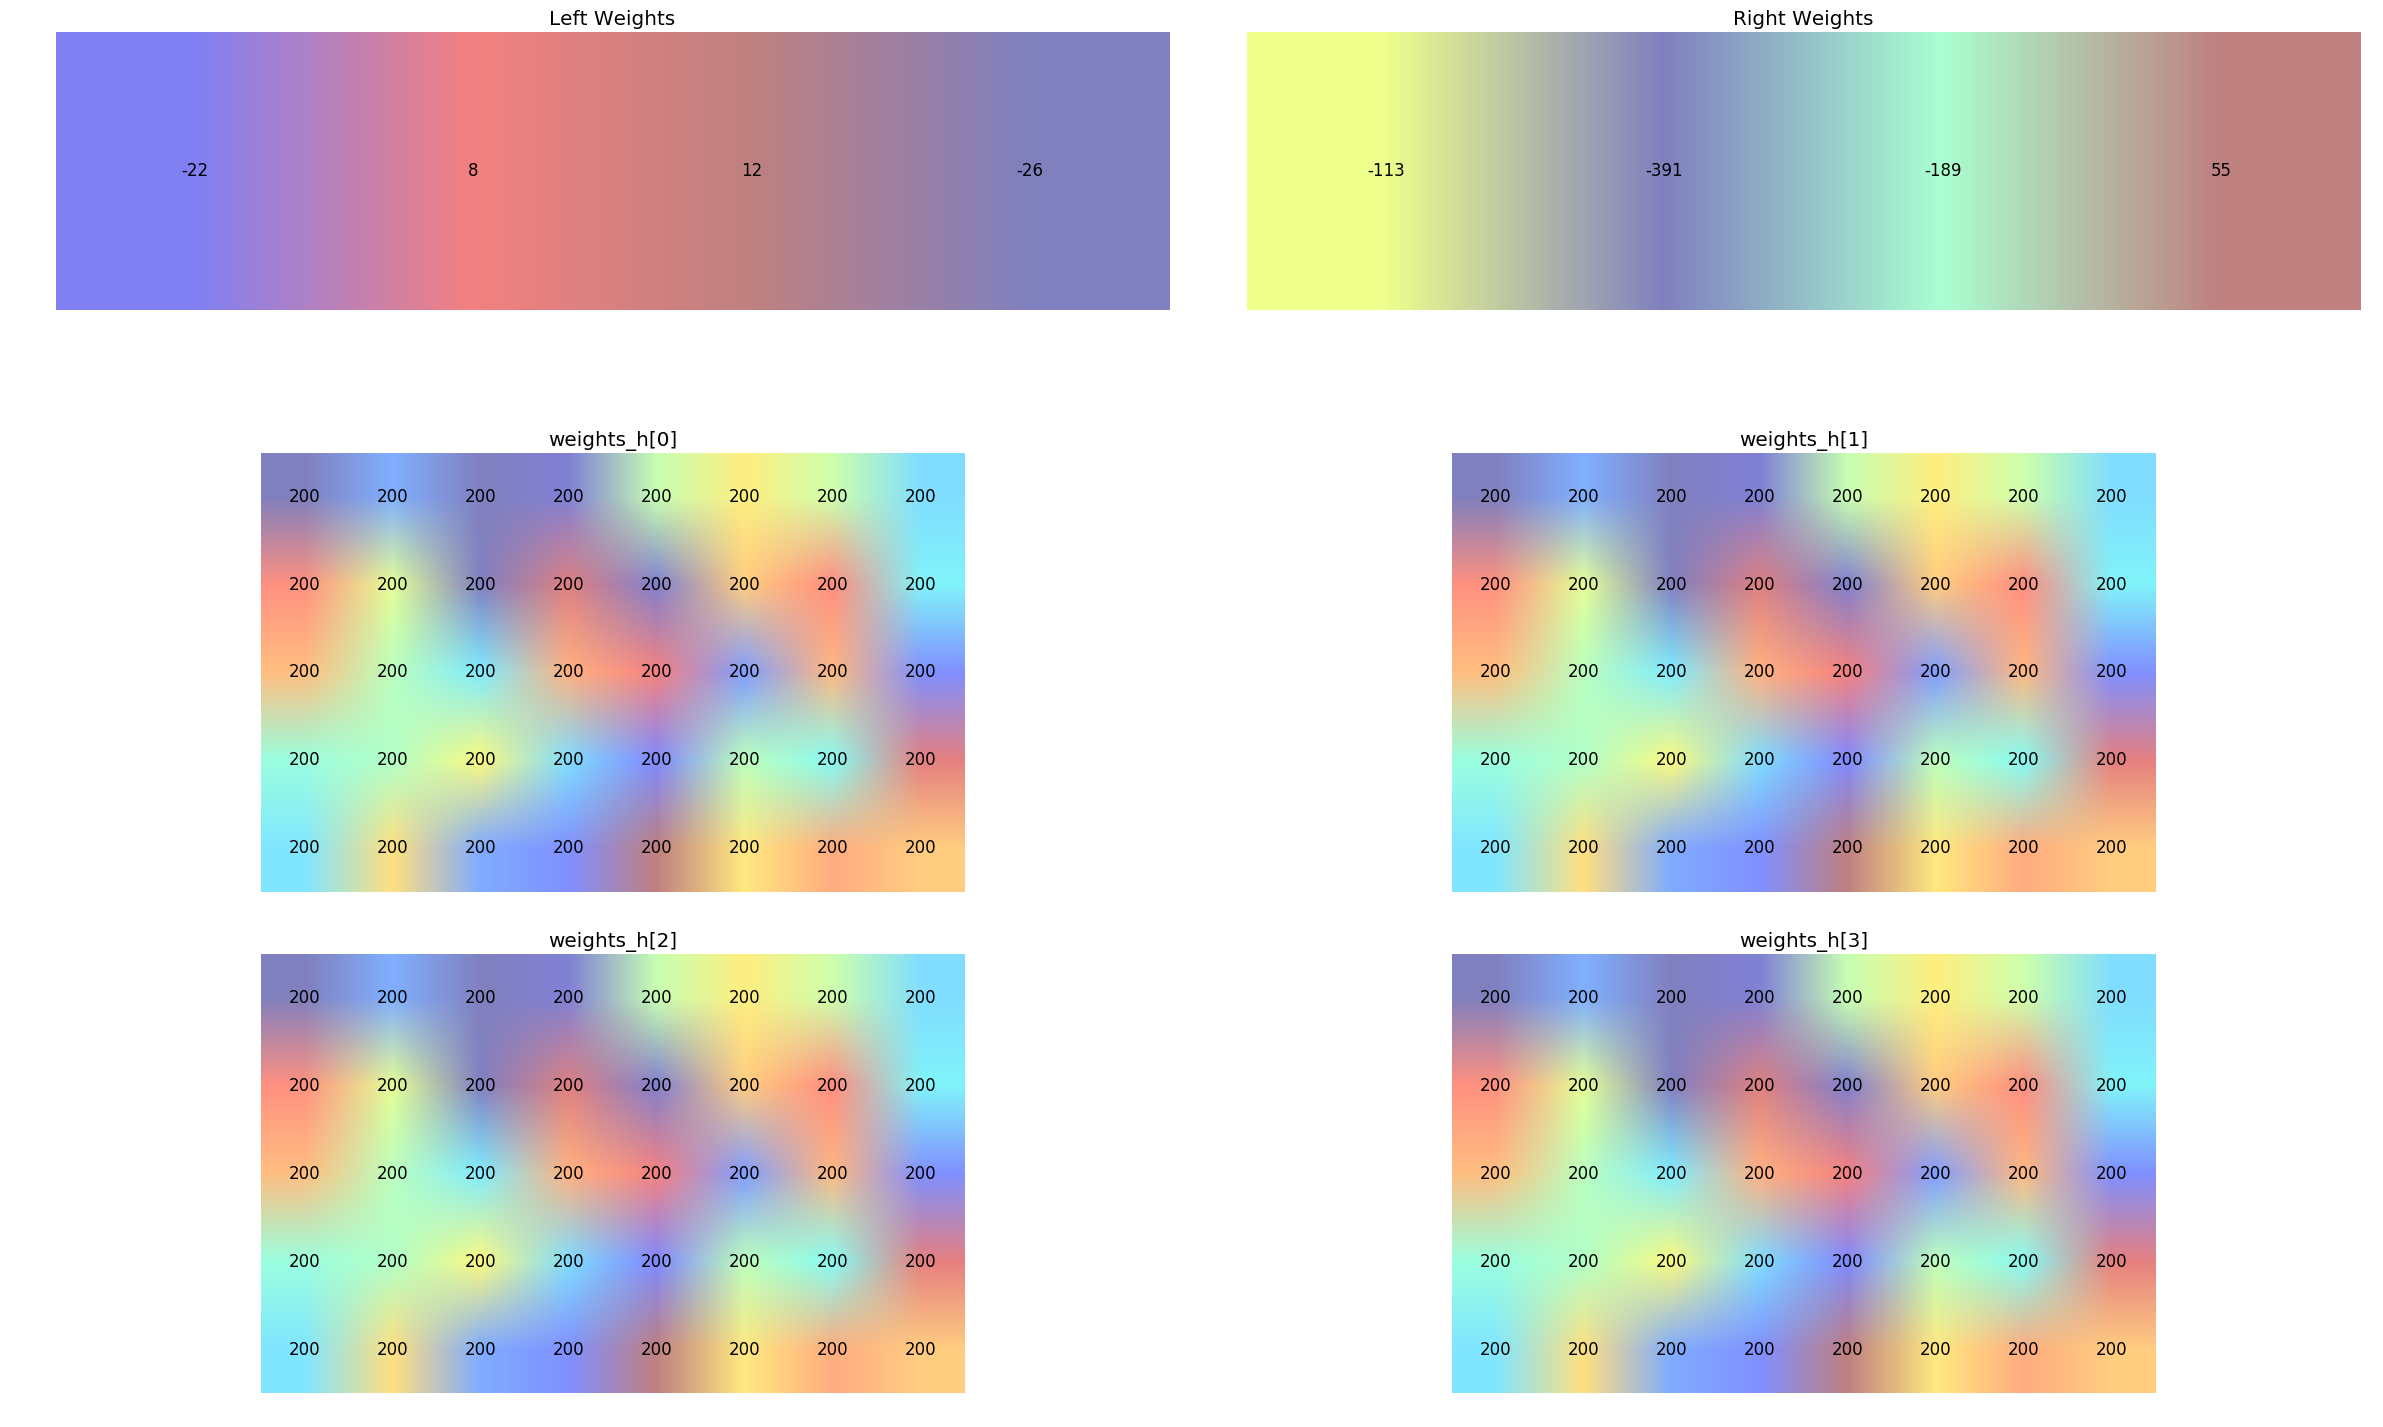 Left Weights Right Weights
-22 8 12 -26 -113 -391 -189 55
weights_h[0] weights_h[1]
200 200 200 200 200 200 200 200 200 200 200 200 200 200 200 200
200 200 200 200 200 200 200 200 200 200 200 200 200 200 200 200
200 200 200 200 200 200 200 200 200 200 200 200 200 200 200 200
200 200 200 200 200 200 200 200 200 200 200 200 200 200 200 200
200 200 200 200 200 200 200 200 200 200 200 200 200 200 200 200
weights_h[2] weights_h[3]
200 200 200 200 200 200 200 200 200 200 200 200 200 200 200 200
200 200 200 200 200 200 200 200 200 200 200 200 200 200 200 200
200 200 200 200 200 200 200 200 200 200 200 200 200 200 200 200
200 200 200 200 200 200 200 200 200 200 200 200 200 200 200 200
200 200 200 200 200 200 200 200 200 200 200 200 200 200 200 200